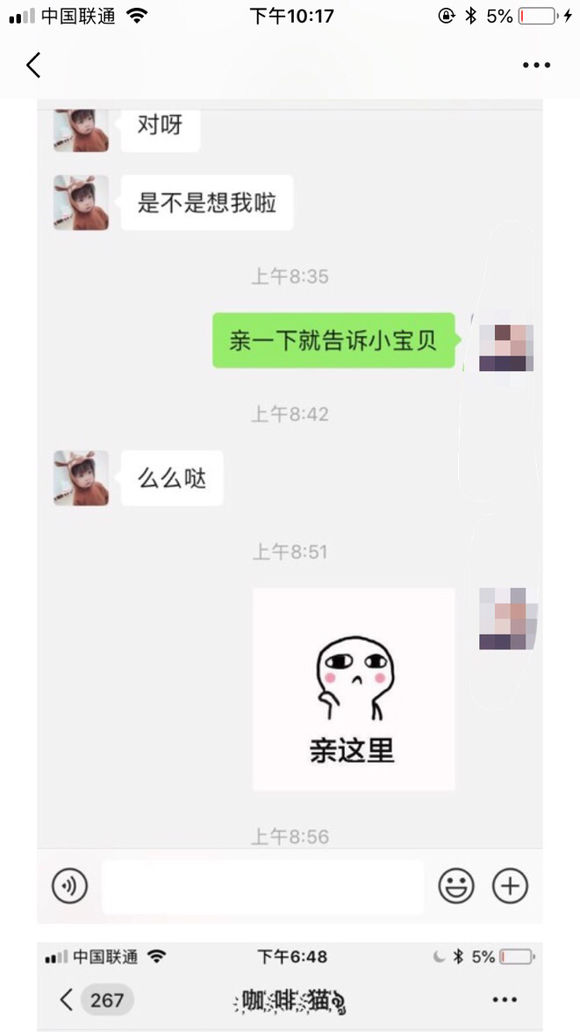 中国联通 下午10:17 5%
对呀
是不是想我啦
上午8:35
亲一下就告诉小宝贝
上午8:42
么么哒
上午8:51
亲这里
上午8:56
中国联通 下午6:48 5%
267 咖啡猫